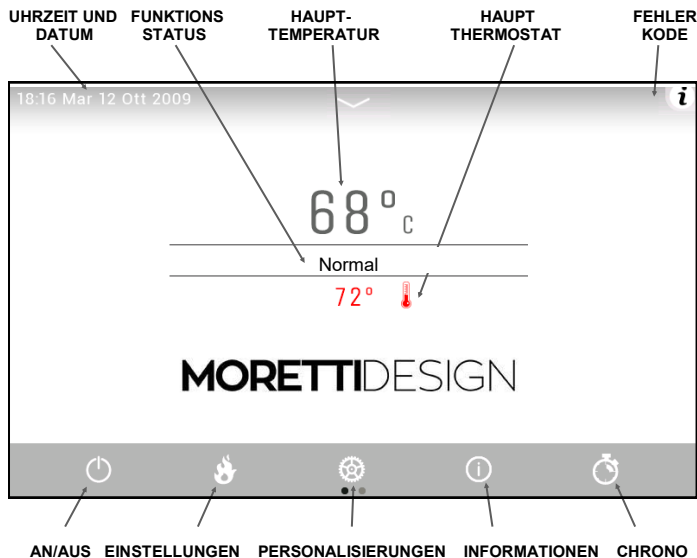 UHRZEIT UND DATUM
FUNKTIONS STATUS
HAUPT-TEMPERATUR
HAUPT THERMOSTAT
FEHLER KODE
18:16 Mar 12 Ott 2009
i
68°C
Normal
72°
MORETTIDESIGN
AN/AUS EINSTELLUNGEN PERSONALISIERUNGEN INFORMATIONEN CHRONO